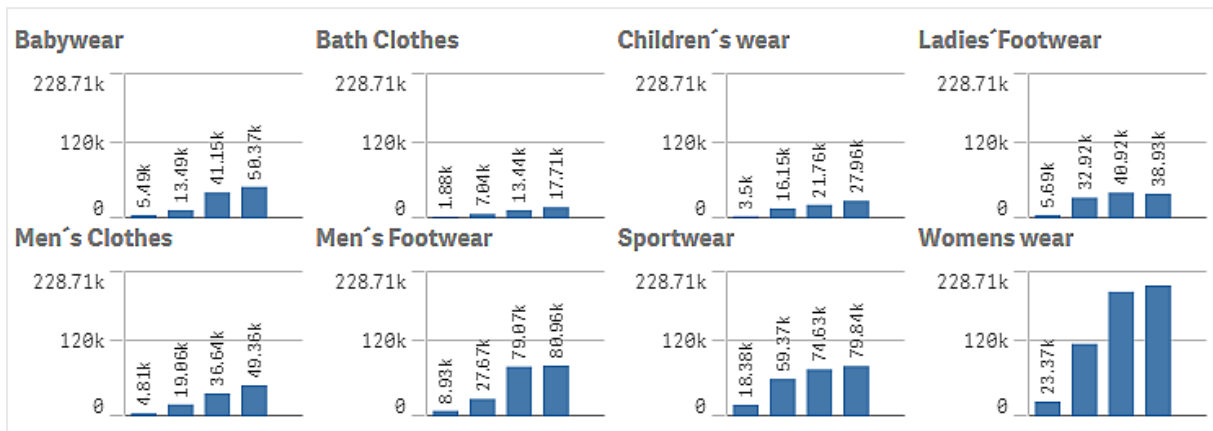 Babywear
228.71k
120k
0
5.49k
13.49k
41.15k
50.37k
Bath Clothes
228.71k
120k
0
1.88k
7.04k
13.44k
17.71k
Children´s wear
228.71k
120k
0
3.5k
16.15k
21.76k
27.96k
Ladies´Footwear
228.71k
120k
0
5.69k
32.92k
40.92k
38.93k
Men´s Clothes
228.71k
120k
0
4.81k
19.06k
36.64k
49.36k
Men´s Footwear
228.71k
120k
0
8.93k
27.67k
79.07k
80.96k
Sportwear
228.71k
120k
0
18.38k
59.37k
74.63k
79.84k
Womens wear
228.71k
120k
0
23.37k